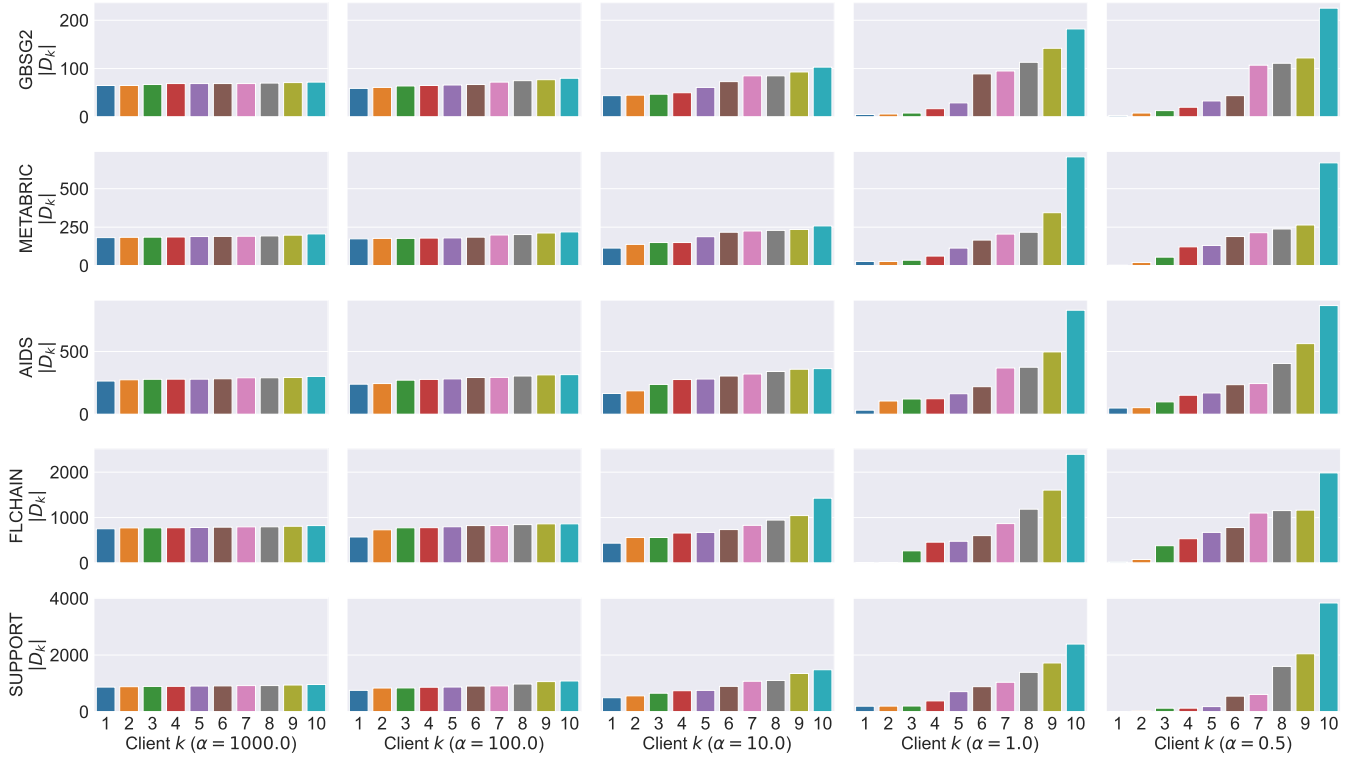 GBSG2
|D_k|
200
100
0
METABRIC
|D_k|
500
250
0
AIDS
|D_k|
500
0
FLCHAIN
|D_k|
2000
1000
0
SUPPORT
|D_k|
4000
2000
0
1 2 3 4 5 6 7 8 9 10
Client k (α = 1000.0)
1 2 3 4 5 6 7 8 9 10
Client k (α = 100.0)
1 2 3 4 5 6 7 8 9 10
Client k (α = 10.0)
1 2 3 4 5 6 7 8 9 10
Client k (α = 1.0)
1 2 3 4 5 6 7 8 9 10
Client k (α = 0.5)